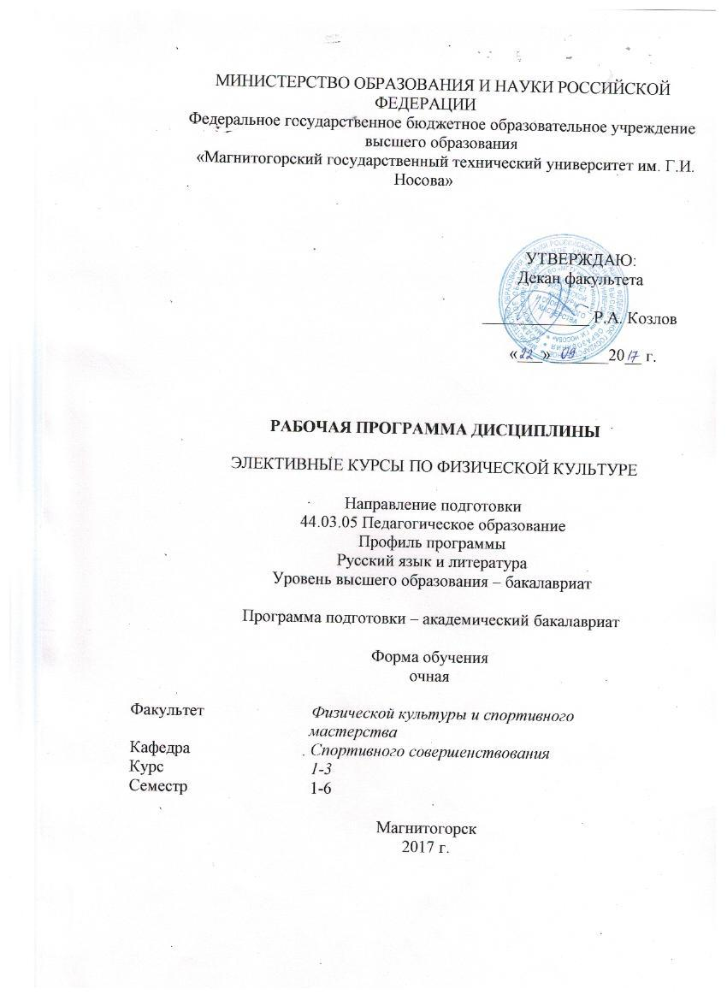 МИНИСТЕРСТВО ОБРАЗОВАНИЯ И НАУКИ РОССИЙСКОЙ
ФЕДЕРАЦИИ
Федеральное государственное бюджетное образовательное учреждение
высшего образования
«Магнитогорский государственный технический университет им. Г.И.
Носова»
УТВЕРЖДАЮ:
Декан факультета
Р.А. Козлов
«22» 09 2017 г.
РАБОЧАЯ ПРОГРАММА ДИСЦИПЛИНЫ
ЭЛЕКТИВНЫЕ КУРСЫ ПО ФИЗИЧЕСКОЙ КУЛЬТУРЕ
Направление подготовки
44.03.05 Педагогическое образование
Профиль программы
Русский язык и литература
Уровень высшего образования – бакалавриат
Программа подготовки – академический бакалавриат
Форма обучения
очная
Факультет Физической культуры и спортивного
мастерства
Кафедра Спортивного совершенствования
Курс 1-3
Семестр 1-6
Магнитогорск
2017 г.